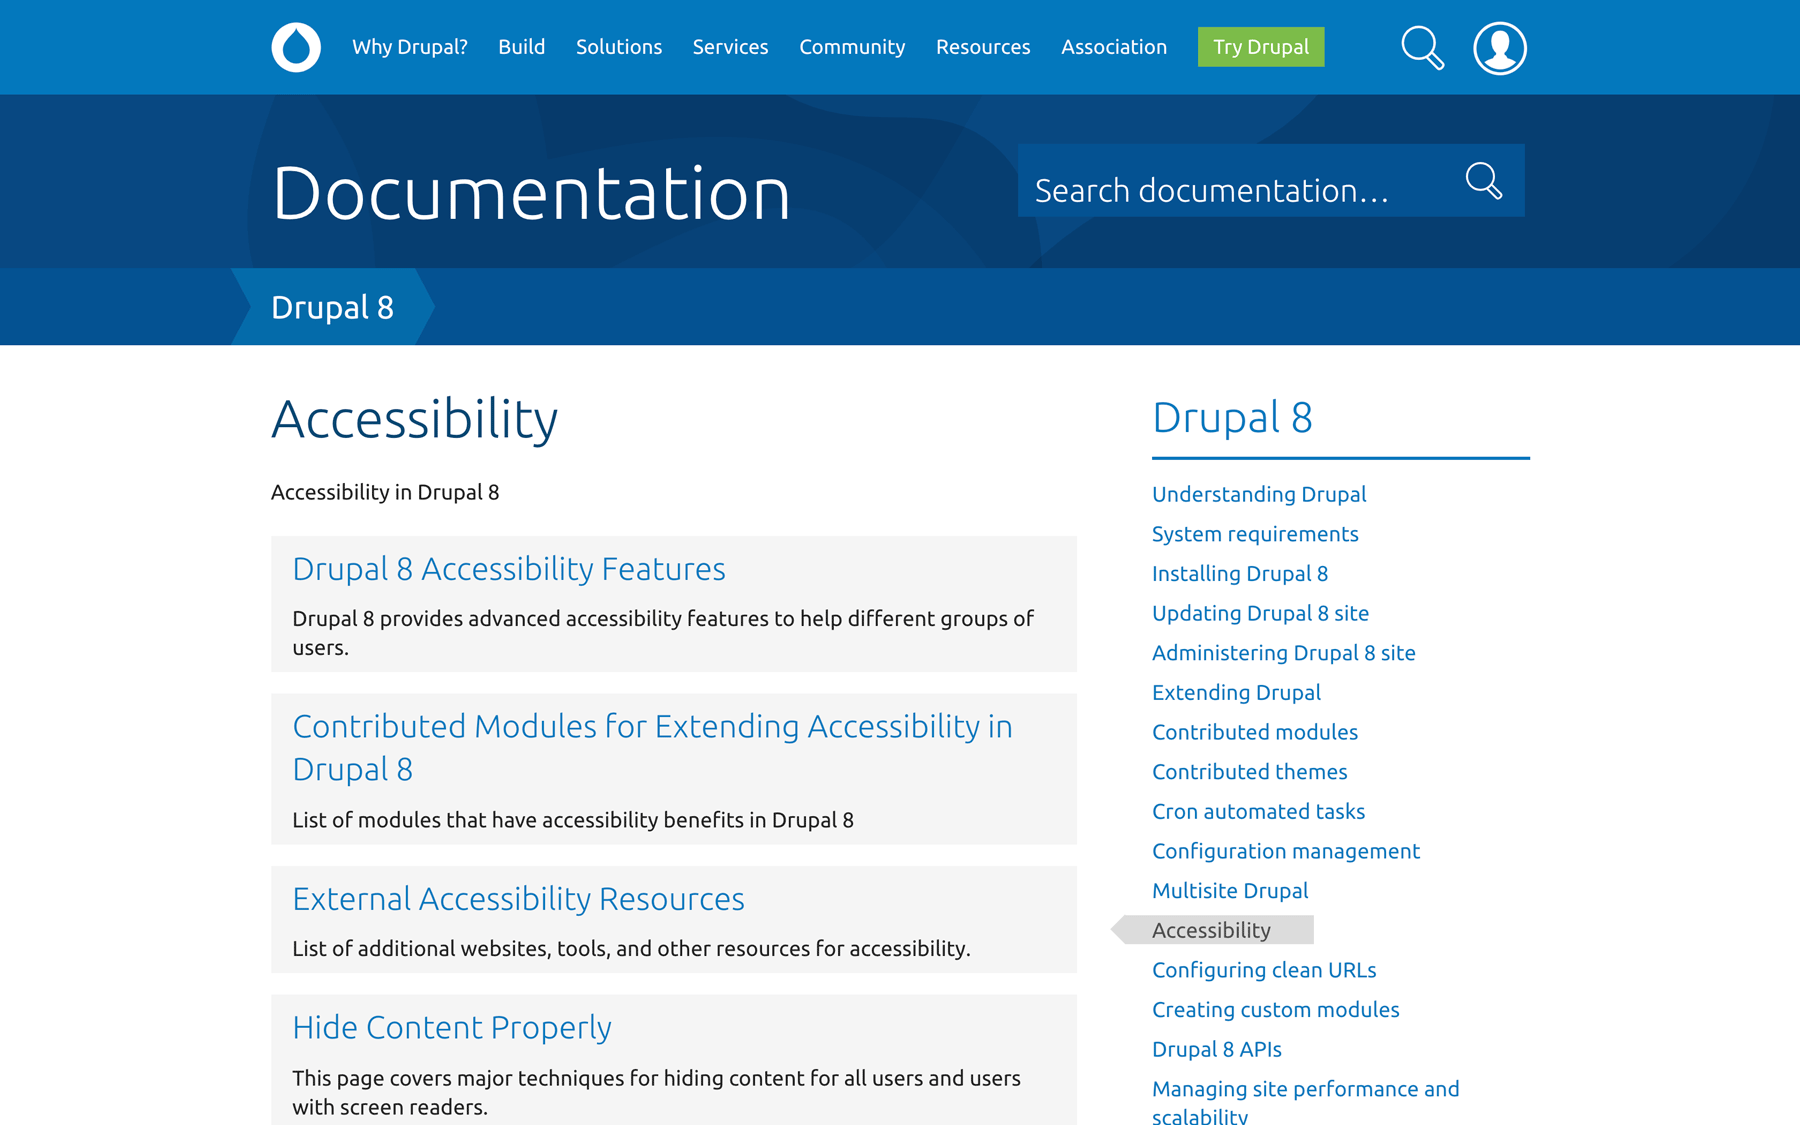 Why Drupal? Build Solutions Services Community Resources Association Try Drupal
Documentation
Search documentation...
Drupal 8
Accessibility
Accessibility in Drupal 8
Drupal 8 Accessibility Features
Drupal 8 provides advanced accessibility features to help different groups of
users.
Contributed Modules for Extending Accessibility in
Drupal 8
List of modules that have accessibility benefits in Drupal 8
External Accessibility Resources
List of additional websites, tools, and other resources for accessibility.
Hide Content Properly
This page covers major techniques for hiding content for all users and users
with screen readers.
Drupal 8
Understanding Drupal
System requirements
Installing Drupal 8
Updating Drupal 8 site
Administering Drupal 8 site
Extending Drupal
Contributed modules
Contributed themes
Cron automated tasks
Configuration management
Multisite Drupal
Accessibility
Configuring clean URLs
Creating custom modules
Drupal 8 APIs
Managing site performance and
scalability